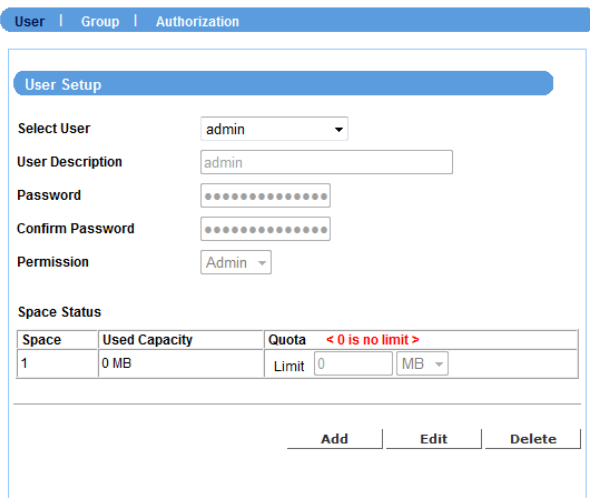 User | Group | Authorization
User Setup
Select User admin
User Description admin
Password ●●●●●●●●●●●●●●
Confirm Password ●●●●●●●●●●●●●●
Permission Admin
Space Status
Space Used Capacity Quota < 0 is no limit >
1 0 MB Limit 0 MB
Add Edit Delete